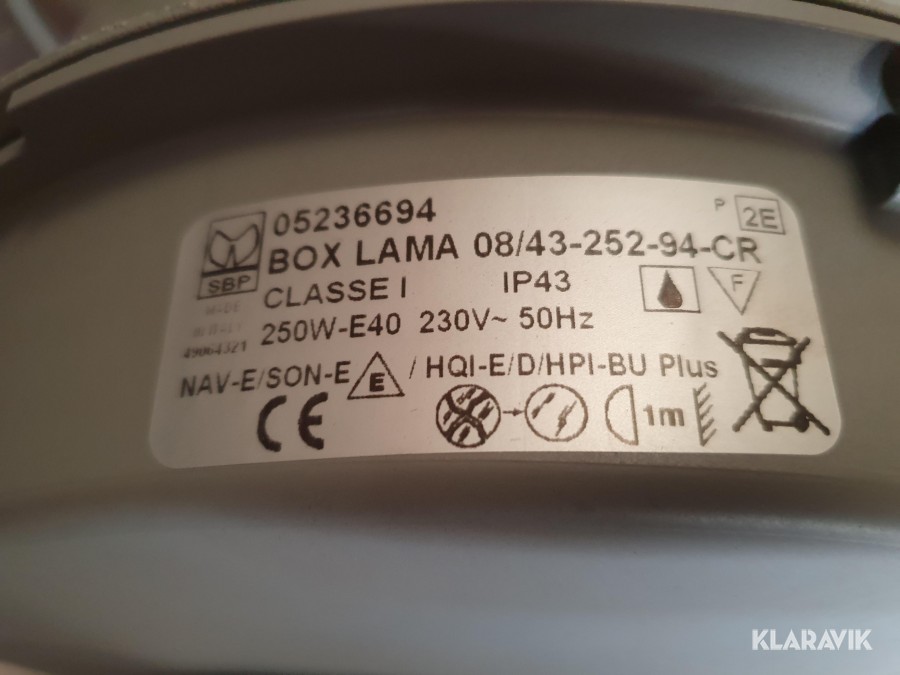 05236694
P 2E
BOX LAMA 08/43-252-94-CR
SBP
CLASSE I IP43 F
250W-E40 230V~ 50Hz
49064321
NAV-E/SON-E E / HQI-E/D/HPI-BU Plus
CE 1m
KLARAVIK